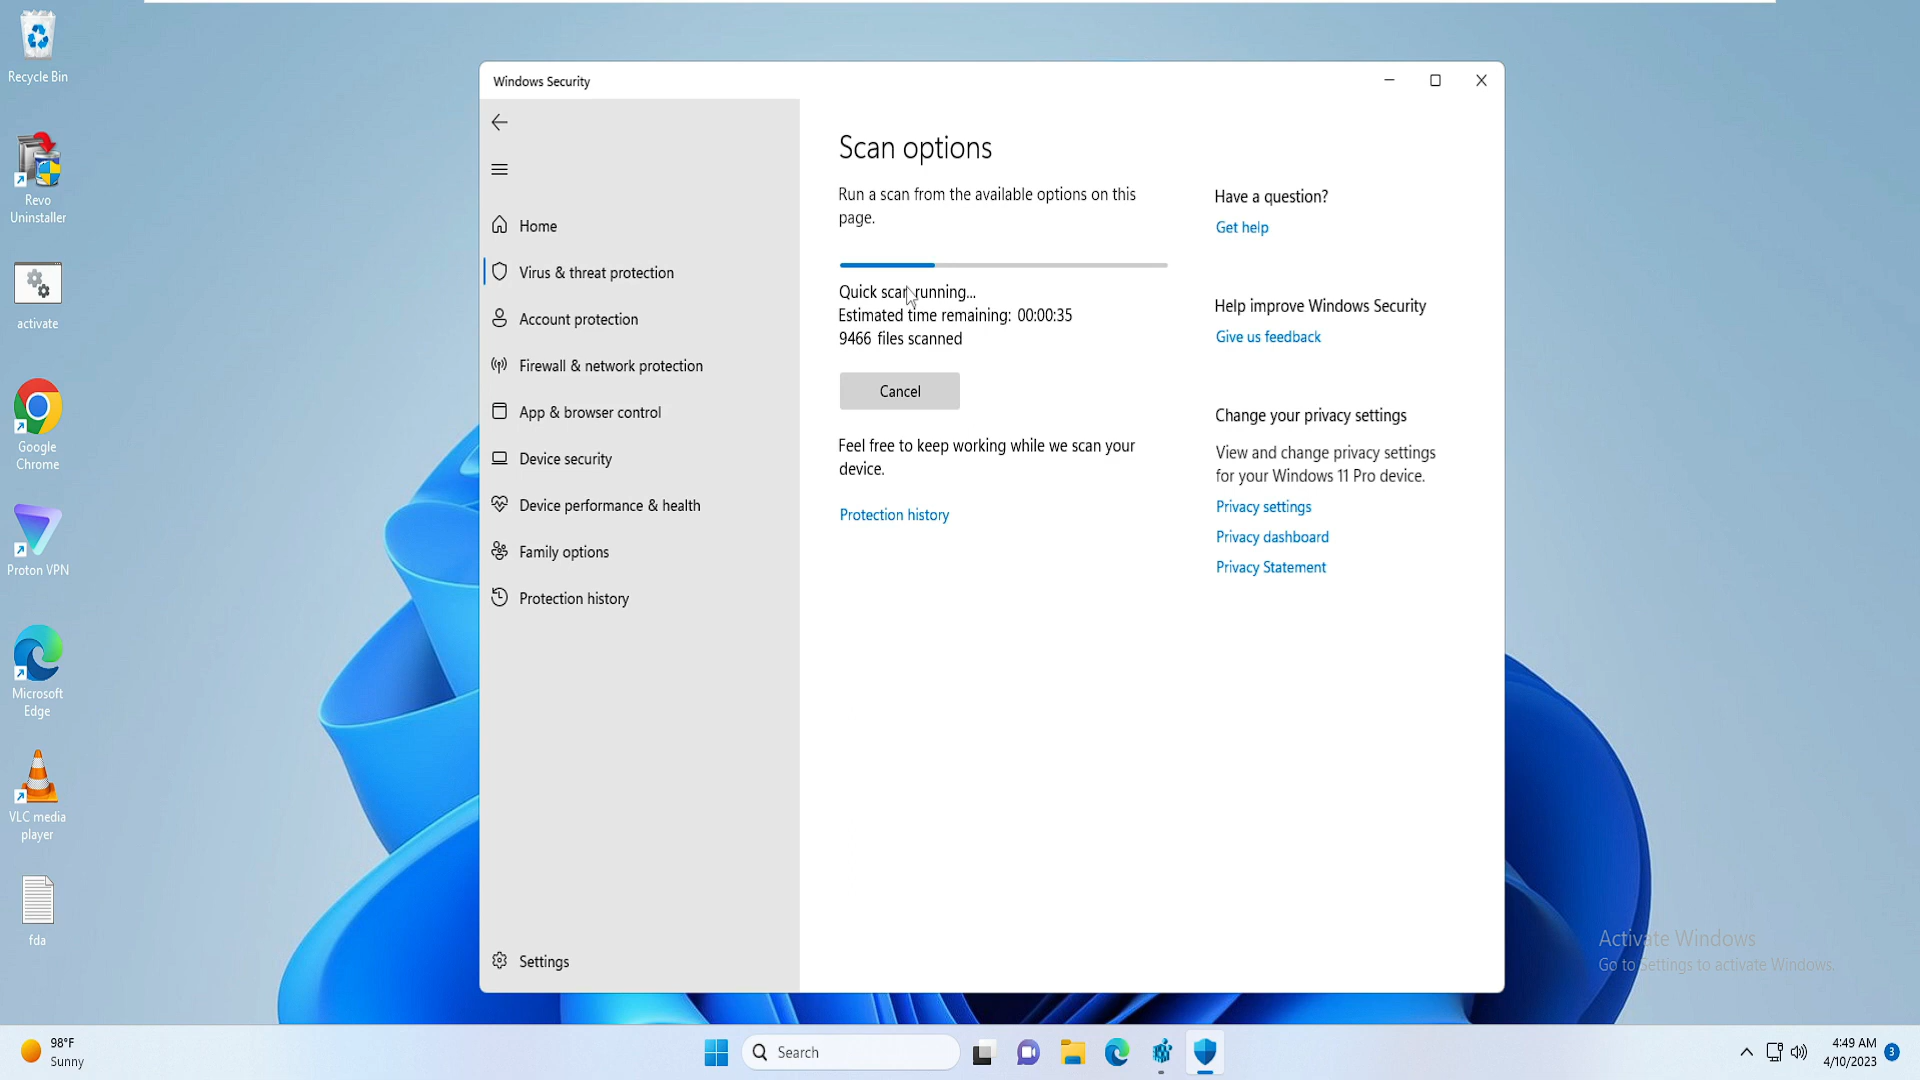 Recycle Bin
Revo
Uninstaller
activate
Google
Chrome
Proton VPN
Microsoft
Edge
VLC media
player
fda
Windows Security
Home
Virus & threat protection
Account protection
Firewall & network protection
App & browser control
Device security
Device performance & health
Family options
Protection history
Settings
Scan options
Run a scan from the available options on this
page.
Quick scan running...
Estimated time remaining: 00:00:35
9466 files scanned
Cancel
Feel free to keep working while we scan your
device.
Protection history
Have a question?
Get help
Help improve Windows Security
Give us feedback
Change your privacy settings
View and change privacy settings
for your Windows 11 Pro device.
Privacy settings
Privacy dashboard
Privacy Statement
Activate Windows
Go to Settings to activate Windows.
98°F
Sunny
Search
4:49 AM
4/10/2023
3